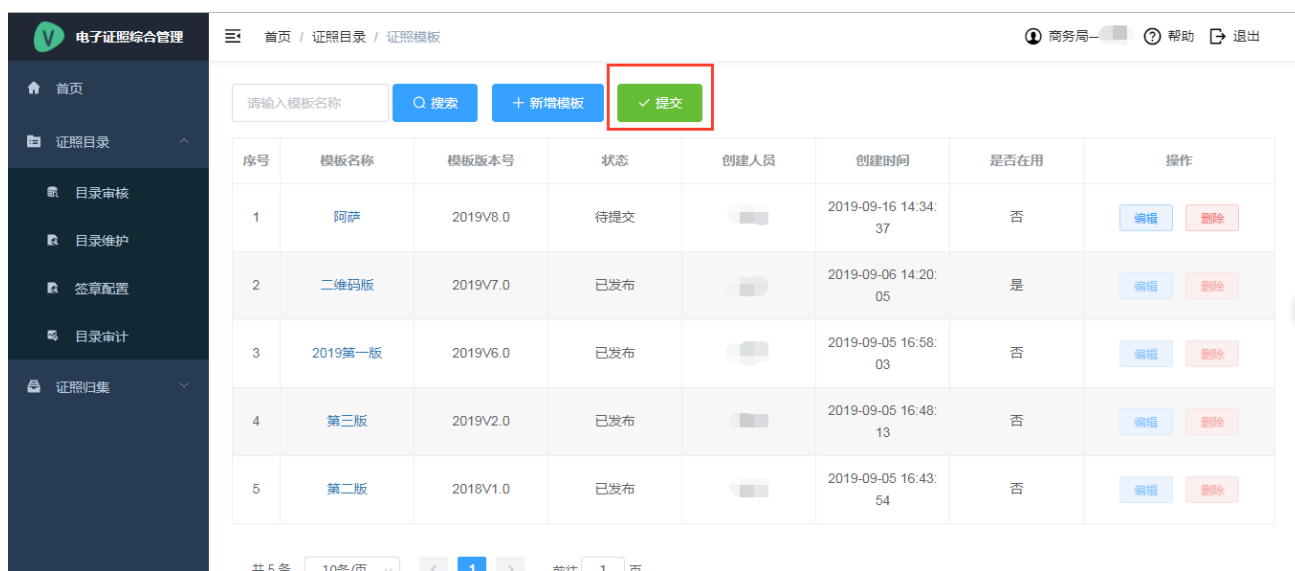 电子证照综合管理
首页 / 证照目录 / 证照模板
商务局– 帮助 退出
首页
证照目录
目录审核
目录维护
签章配置
目录审计
证照归集
请输入模板名称 搜索 + 新增模板 提交
序号 模板名称 模板版本号 状态 创建人员 创建时间 是否在用 操作
1 阿萨 2019V8.0 待提交 2019-09-16 14:34:
37 否 编辑 删除
2 二维码版 2019V7.0 已发布 2019-09-06 14:20:
05 是 编辑 删除
3 2019第一版 2019V6.0 已发布 2019-09-05 16:58:
03 否 编辑 删除
4 第三版 2019V2.0 已发布 2019-09-05 16:48:
13 否 编辑 删除
5 第二版 2018V1.0 已发布 2019-09-05 16:43:
54 否 编辑 删除
共 5 条 10条/页 < 1 > 前往 1 页